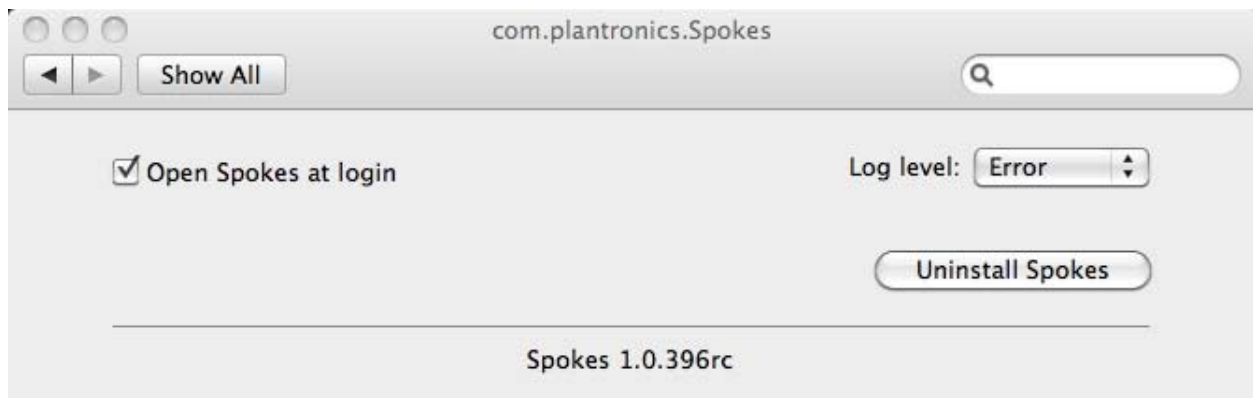 com.plantronics.Spokes
Show All
Open Spokes at login
Log level: Error
Uninstall Spokes
Spokes 1.0.396rc